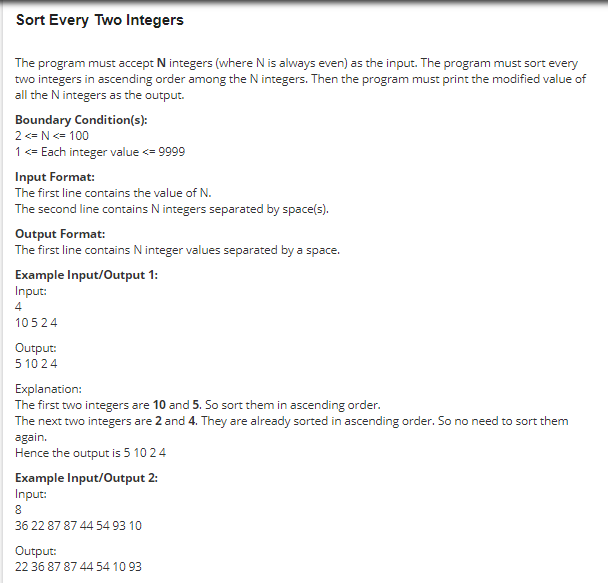 Sort Every Two Integers
The program must accept N integers (where N is always even) as the input. The program must sort every
two integers in ascending order among the N integers. Then the program must print the modified value of
all the N integers as the output.
Boundary Condition(s):
2 <= N <= 100
1 <= Each integer value <= 9999
Input Format:
The first line contains the value of N.
The second line contains N integers separated by space(s).
Output Format:
The first line contains N integer values separated by a space.
Example Input/Output 1:
Input:
4
10 5 2 4
Output:
5 10 2 4
Explanation:
The first two integers are 10 and 5. So sort them in ascending order.
The next two integers are 2 and 4. They are already sorted in ascending order. So no need to sort them
again.
Hence the output is 5 10 2 4
Example Input/Output 2:
Input:
8
36 22 87 87 44 54 93 10
Output:
22 36 87 87 44 54 10 93